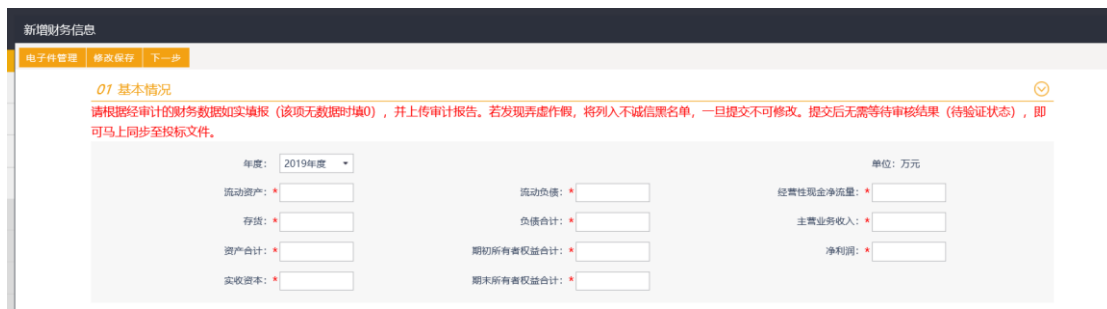 新增财务信息
电子件管理 修改保存 下一步
01 基本情况
请根据经审计的财务数据如实填报（该项无数据时填0），并上传审计报告。若发现弄虚作假，将列入不诚信黑名单，一旦提交不可修改。提交后无需等待审核结果（待验证状态），即
可马上同步至投标文件。
年度： 2019年度 单位：万元
流动资产：* 流动负债：* 经营性现金净流量：*
存货：* 负债合计：* 主营业务收入：*
资产合计：* 期初所有者权益合计：* 净利润：*
实收资本：* 期末所有者权益合计：*